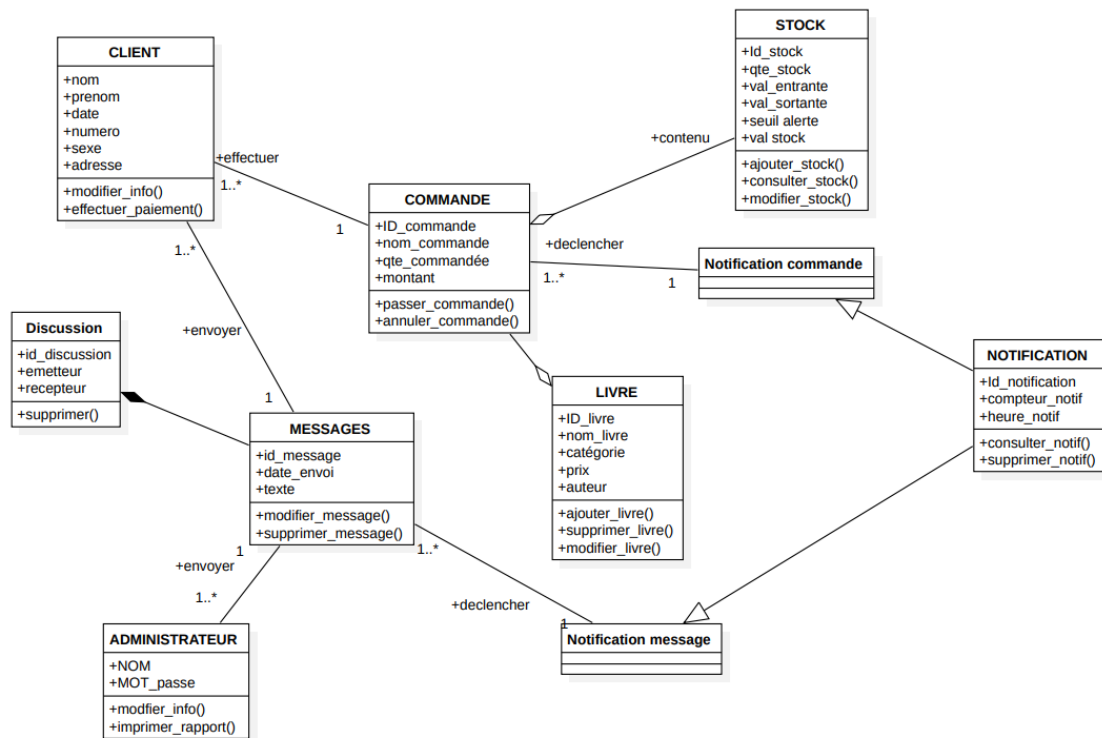 CLIENT
+nom
+prenom
+date
+numero
+sexe
+adresse
+modifier_info()
+effectuer_paiement()
STOCK
+Id_stock
+qte_stock
+val_entrante
+val_sortante
+seuil alerte
+val stock
+ajouter_stock()
+consulter_stock()
+modifier_stock()
+contenu
+effectuer
1..*
1
COMMANDE
+ID_commande
+nom_commande
+qte_commandée
+montant
+passer_commande()
+annuler_commande()
+declencher
1..*
1
Notification commande
1..*
+envoyer
1
Discussion
+id_discussion
+emetteur
+recepteur
+supprimer()
NOTIFICATION
+Id_notification
+compteur_notif
+heure_notif
+consulter_notif()
+supprimer_notif()
LIVRE
+ID_livre
+nom_livre
+catégorie
+prix
+auteur
+ajouter_livre()
+supprimer_livre()
+modifier_livre()
MESSAGES
+id_message
+date_envoi
+texte
+modifier_message()
+supprimer_message()
1
+envoyer
1..*
1..*
+declencher
1
Notification message
ADMINISTRATEUR
+NOM
+MOT_passe
+modfier_info()
+imprimer_rapport()